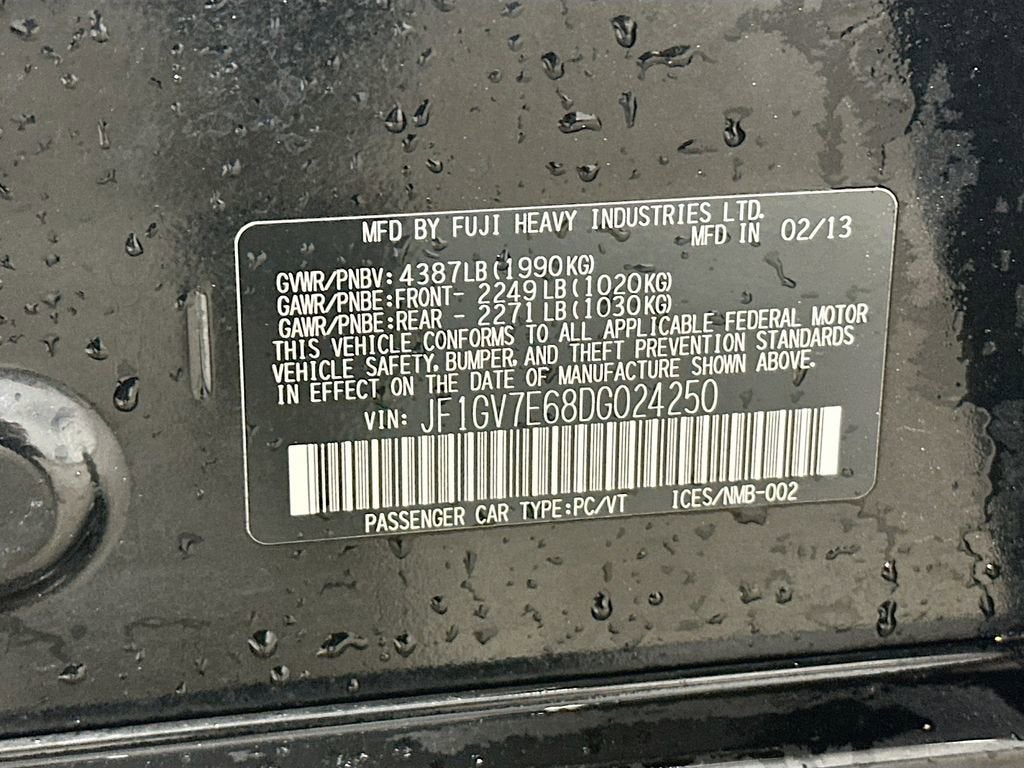 MFD BY FUJI HEAVY INDUSTRIES LTD.
MFD IN 02/13
GVWR/PNBV: 4387LB(1990KG)
GAWR/PNBE:FRONT- 2249LB(1020KG)
GAWR/PNBE:REAR - 2271LB(1030KG)
THIS VEHICLE CONFORMS TO ALL APPLICABLE FEDERAL MOTOR
VEHICLE SAFETY, BUMPER, AND THEFT PREVENTION STANDARDS
IN EFFECT ON THE DATE OF MANUFACTURE SHOWN ABOVE.
VIN: JF1GV7E68DG024250
PASSENGER CAR TYPE:PC/VT ICES/NMB-002